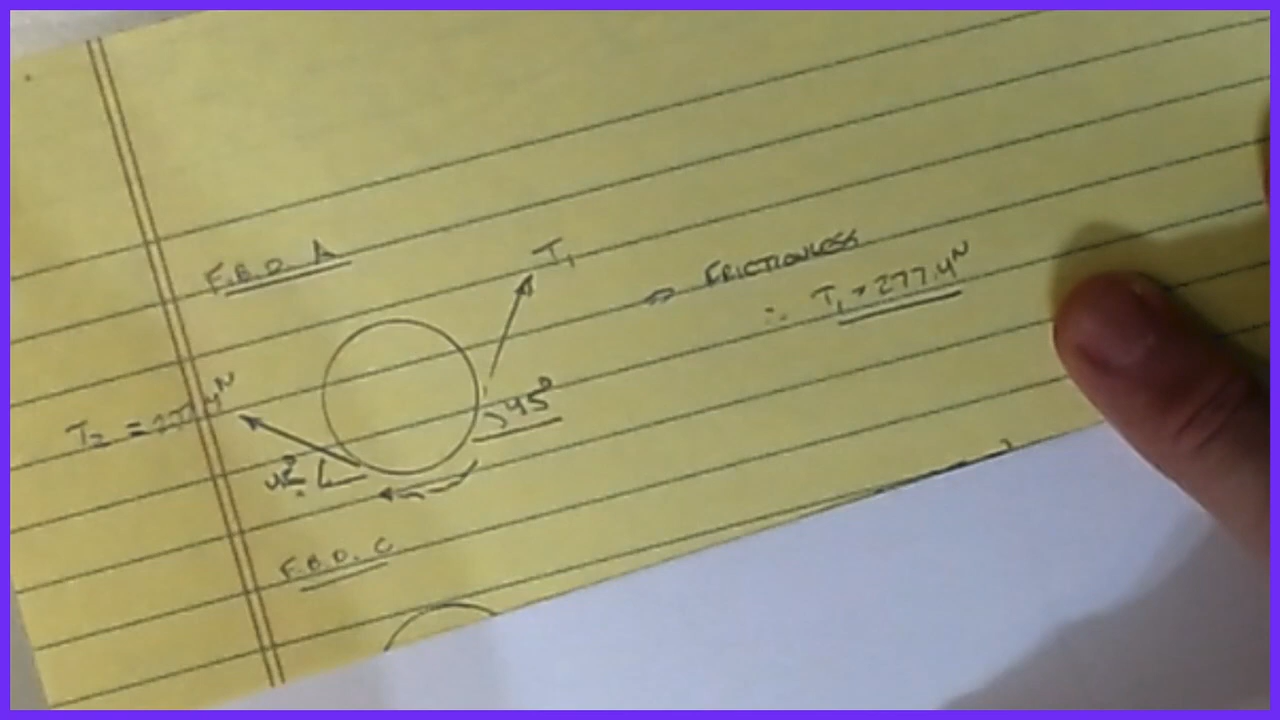 F.B.D. A
T₁
⇒ FRICTIONLESS
∴ T₁ = 277.4N
45°
T₂ = 277.4N
F.B.D. C